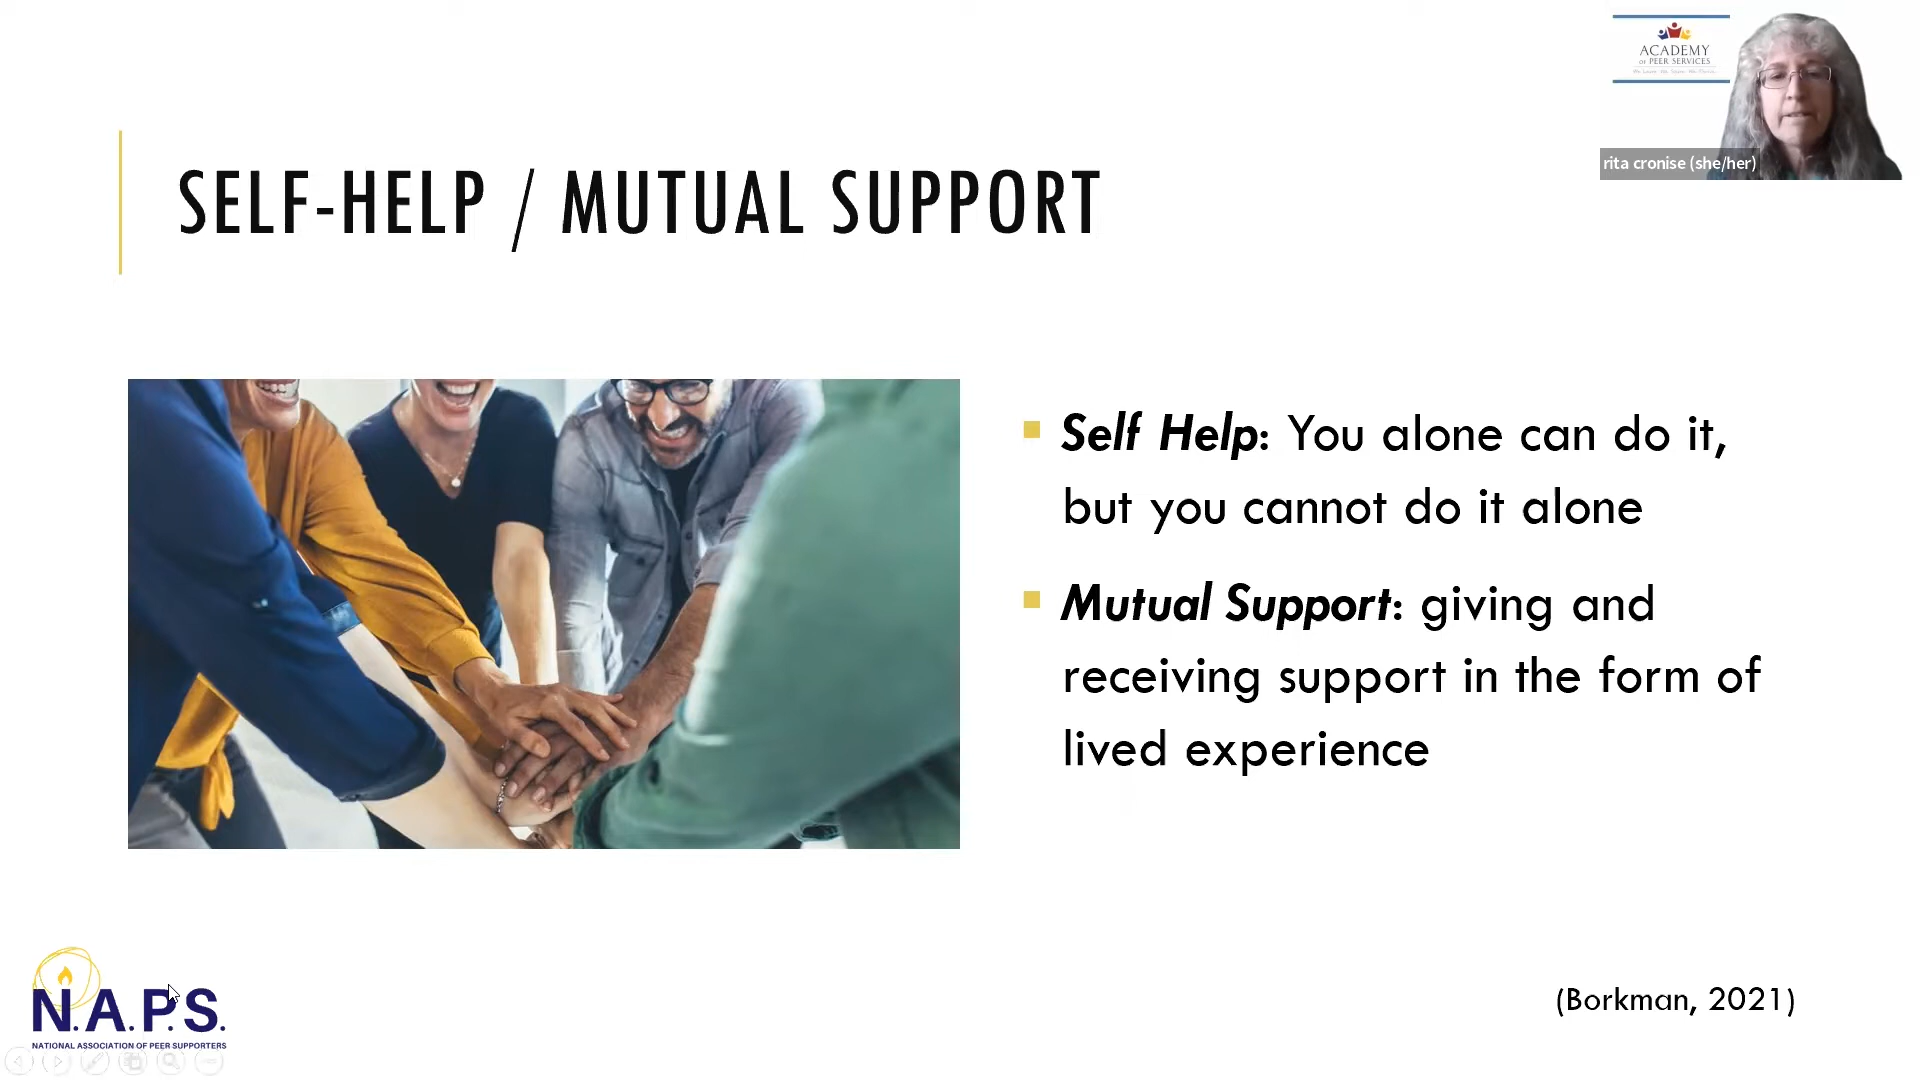 ACADEMY
OF PEER SERVICES
rita cronise (she/her)
SELF-HELP / MUTUAL SUPPORT
Self Help: You alone can do it,
but you cannot do it alone
Mutual Support: giving and
receiving support in the form of
lived experience
N.A.P.S.
NATIONAL ASSOCIATION OF PEER SUPPORTERS
(Borkman, 2021)